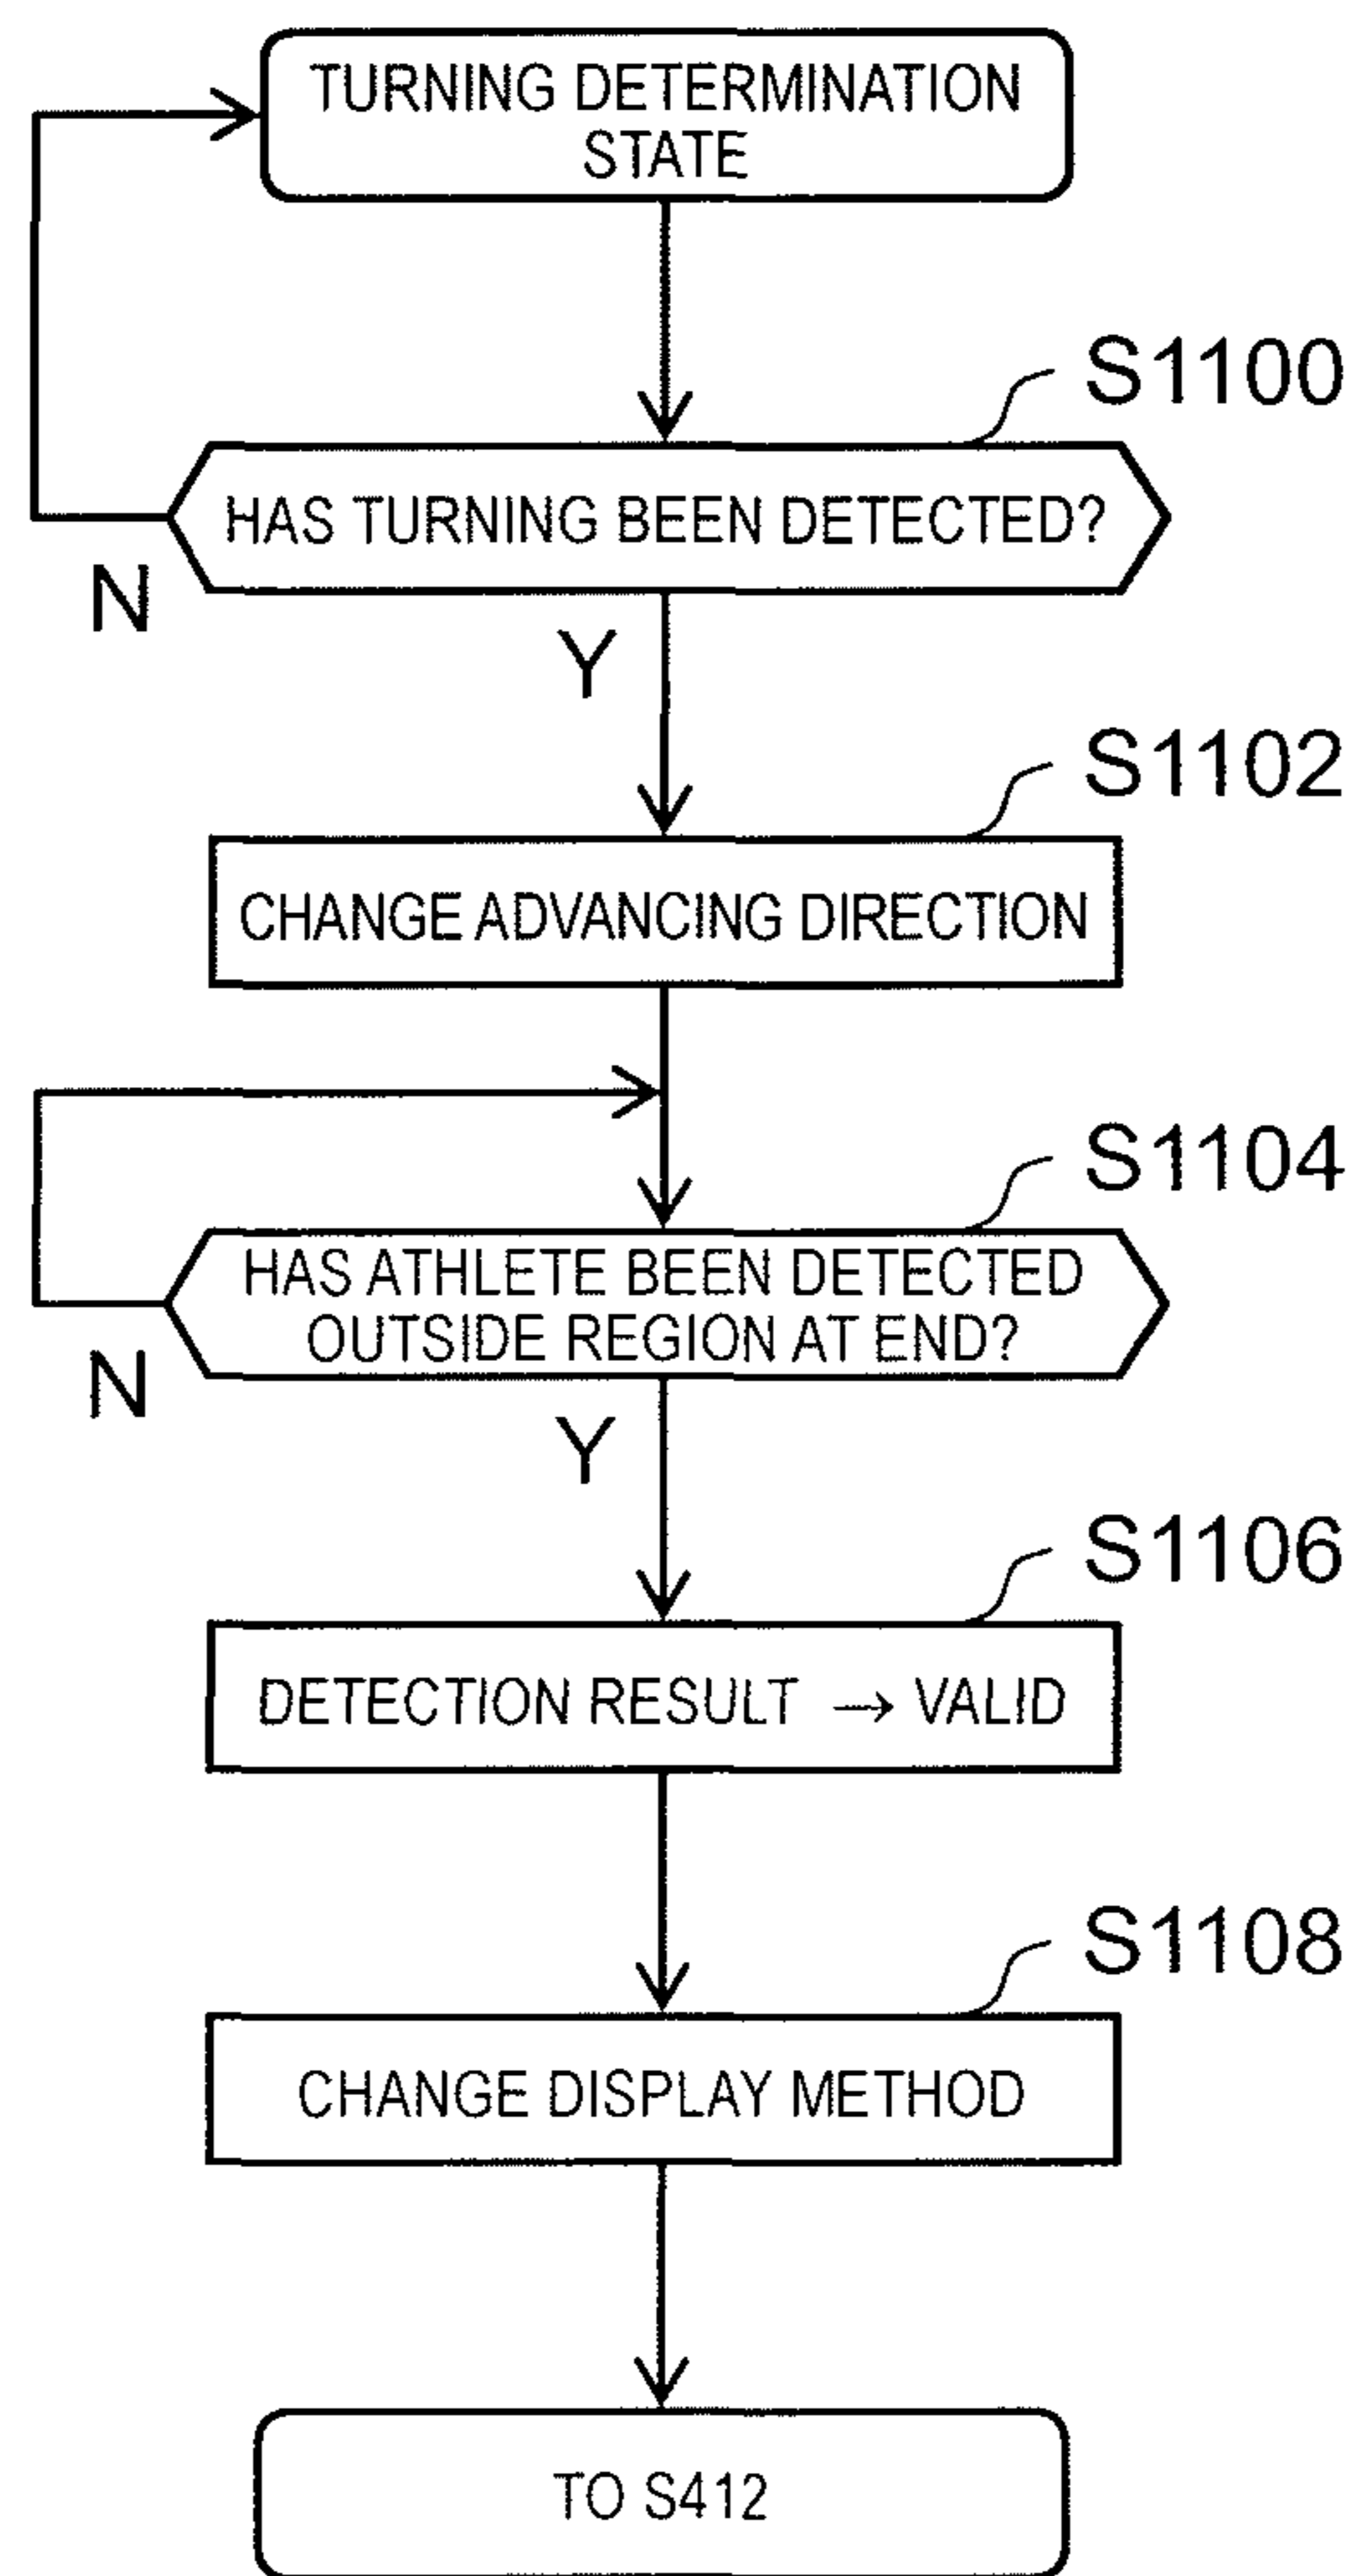 TURNING DETERMINATION
STATE
S1100
HAS TURNING BEEN DETECTED?
N
Y
S1102
CHANGE ADVANCING DIRECTION
S1104
HAS ATHLETE BEEN DETECTED
OUTSIDE REGION AT END?
N
Y
S1106
DETECTION RESULT → VALID
S1108
CHANGE DISPLAY METHOD
TO S412